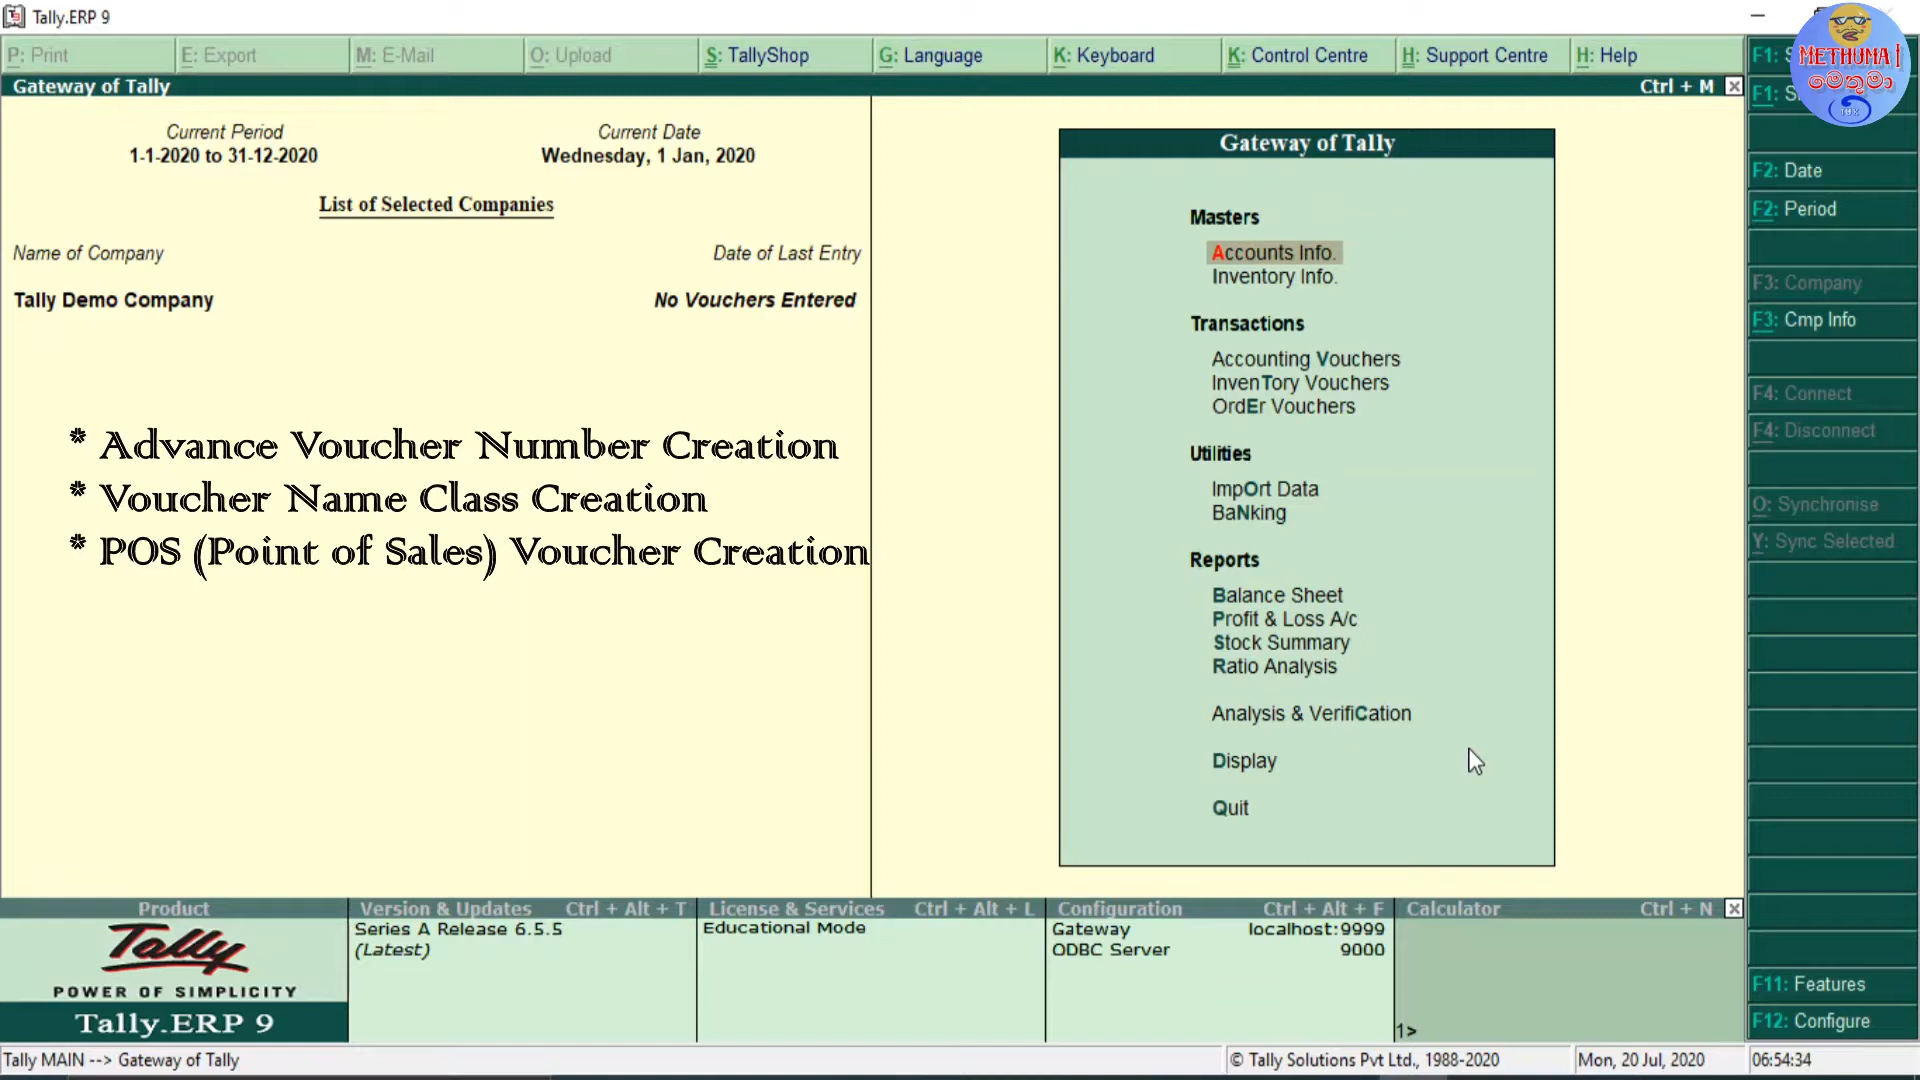 Tally.ERP 9
P: Print
E: Export
M: E-Mail
O: Upload
S: TallyShop
G: Language
K: Keyboard
K: Control Centre
H: Support Centre
H: Help
Gateway of Tally
Ctrl + M
Current Period
1-1-2020 to 31-12-2020
Current Date
Wednesday, 1 Jan, 2020
List of Selected Companies
Name of Company
Date of Last Entry
Tally Demo Company
No Vouchers Entered
* Advance Voucher Number Creation
* Voucher Name Class Creation
* POS (Point of Sales) Voucher Creation
Gateway of Tally
Masters
Accounts Info.
Inventory Info.
Transactions
Accounting Vouchers
InvenTory Vouchers
OrdEr Vouchers
Utilities
ImpOrt Data
BaNking
Reports
Balance Sheet
Profit & Loss A/c
Stock Summary
Ratio Analysis
Analysis & VerifiCation
Display
Quit
F1: S
F1: S
METHUMA
මෙතුමා
F2: Date
F2: Period
F3: Company
F3: Cmp Info
F4: Connect
F4: Disconnect
O: Synchronise
Y: Sync Selected
F11: Features
F12: Configure
Product
Tally
POWER OF SIMPLICITY
Tally.ERP 9
Version & Updates Ctrl + Alt + T
Series A Release 6.5.5
(Latest)
License & Services Ctrl + Alt + L
Educational Mode
Configuration Ctrl + Alt + F
Gateway localhost:9999
ODBC Server 9000
Calculator Ctrl + N
1>
Tally MAIN --> Gateway of Tally
© Tally Solutions Pvt Ltd., 1988-2020
Mon, 20 Jul, 2020
06:54:34